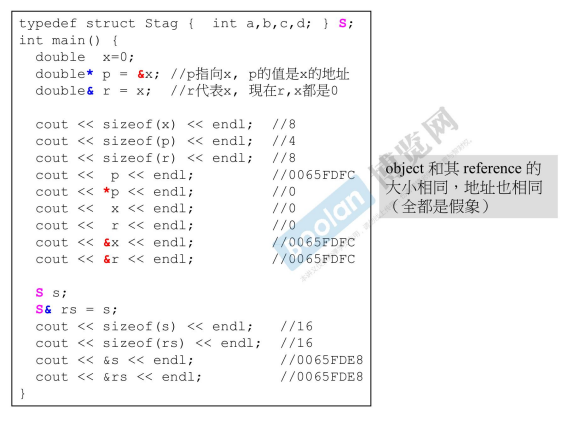 typedef struct Stag {  int a,b,c,d; } S;
int main() {
  double  x=0;
  double* p = &x; //p指向x, p的值是x的地址
  double& r = x;  //r代表x, 現在r,x都是0
  cout << sizeof(x) << endl;  //8
  cout << sizeof(p) << endl;  //4
  cout << sizeof(r) << endl;  //8
  cout <<  p << endl;         //0065FDFC
  cout << *p << endl;         //0
  cout <<  x << endl;         //0
  cout <<  r << endl;         //0
  cout << &x << endl;         //0065FDFC
  cout << &r << endl;         //0065FDFC
  S s;
  S& rs = s;
  cout << sizeof(s) << endl;   //16
  cout << sizeof(rs) << endl;  //16
  cout << &s << endl;          //0065FDE8
  cout << &rs << endl;         //0065FDE8
}
object 和其 reference 的
大小相同，地址也相同
（全都是假象）
Boolan 博览网